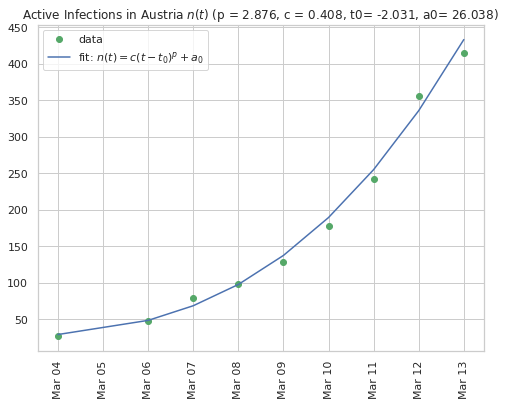 Active Infections in Austria n(t) (p = 2.876, c = 0.408, t0= -2.031, a0= 26.038)
data
fit: n(t) = c(t − t₀)ᵖ + a₀
450
400
350
300
250
200
150
100
50
Mar 04
Mar 05
Mar 06
Mar 07
Mar 08
Mar 09
Mar 10
Mar 11
Mar 12
Mar 13